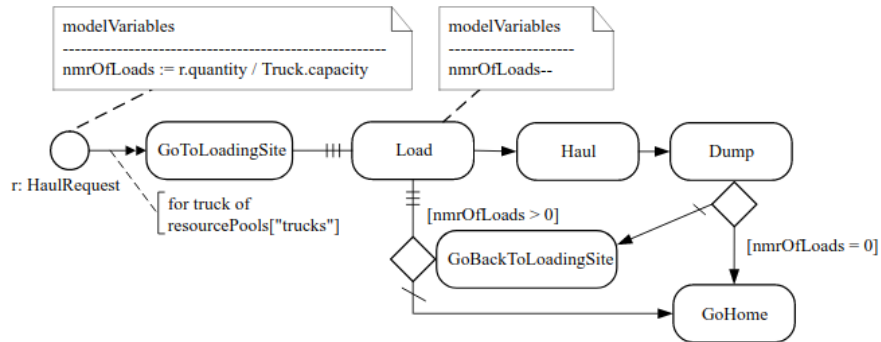 modelVariables
------------------------------------------------------
nmrOfLoads := r.quantity / Truck.capacity
modelVariables
---------------------
nmrOfLoads--
GoToLoadingSite
Load
Haul
Dump
r: HaulRequest
for truck of
resourcePools["trucks"]
[nmrOfLoads > 0]
GoBackToLoadingSite
[nmrOfLoads = 0]
GoHome